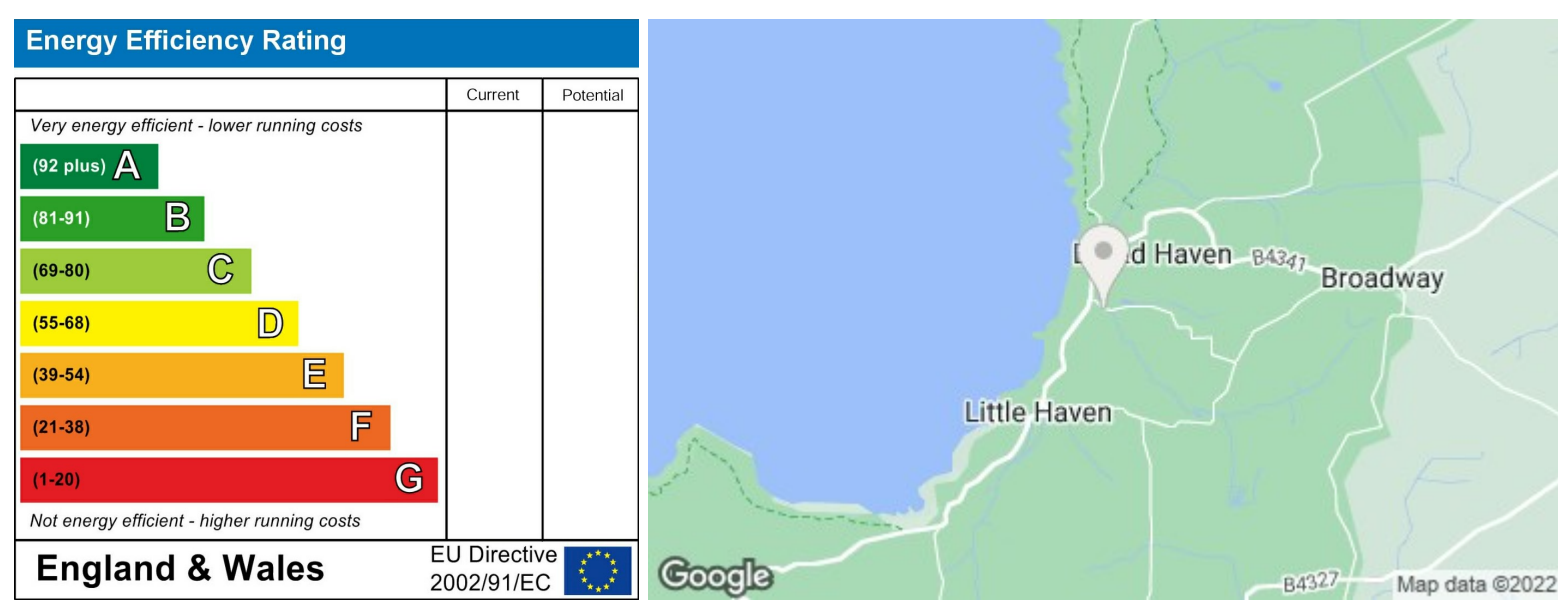 Energy Efficiency Rating
Current Potential
Very energy efficient - lower running costs
(92 plus) A
(81-91) B
(69-80) C
(55-68) D
(39-54) E
(21-38) F
(1-20) G
Not energy efficient - higher running costs
England & Wales
EU Directive
2002/91/EC
Haven
B4341
Broadway
Little Haven
B4327
Google
Map data ©2022